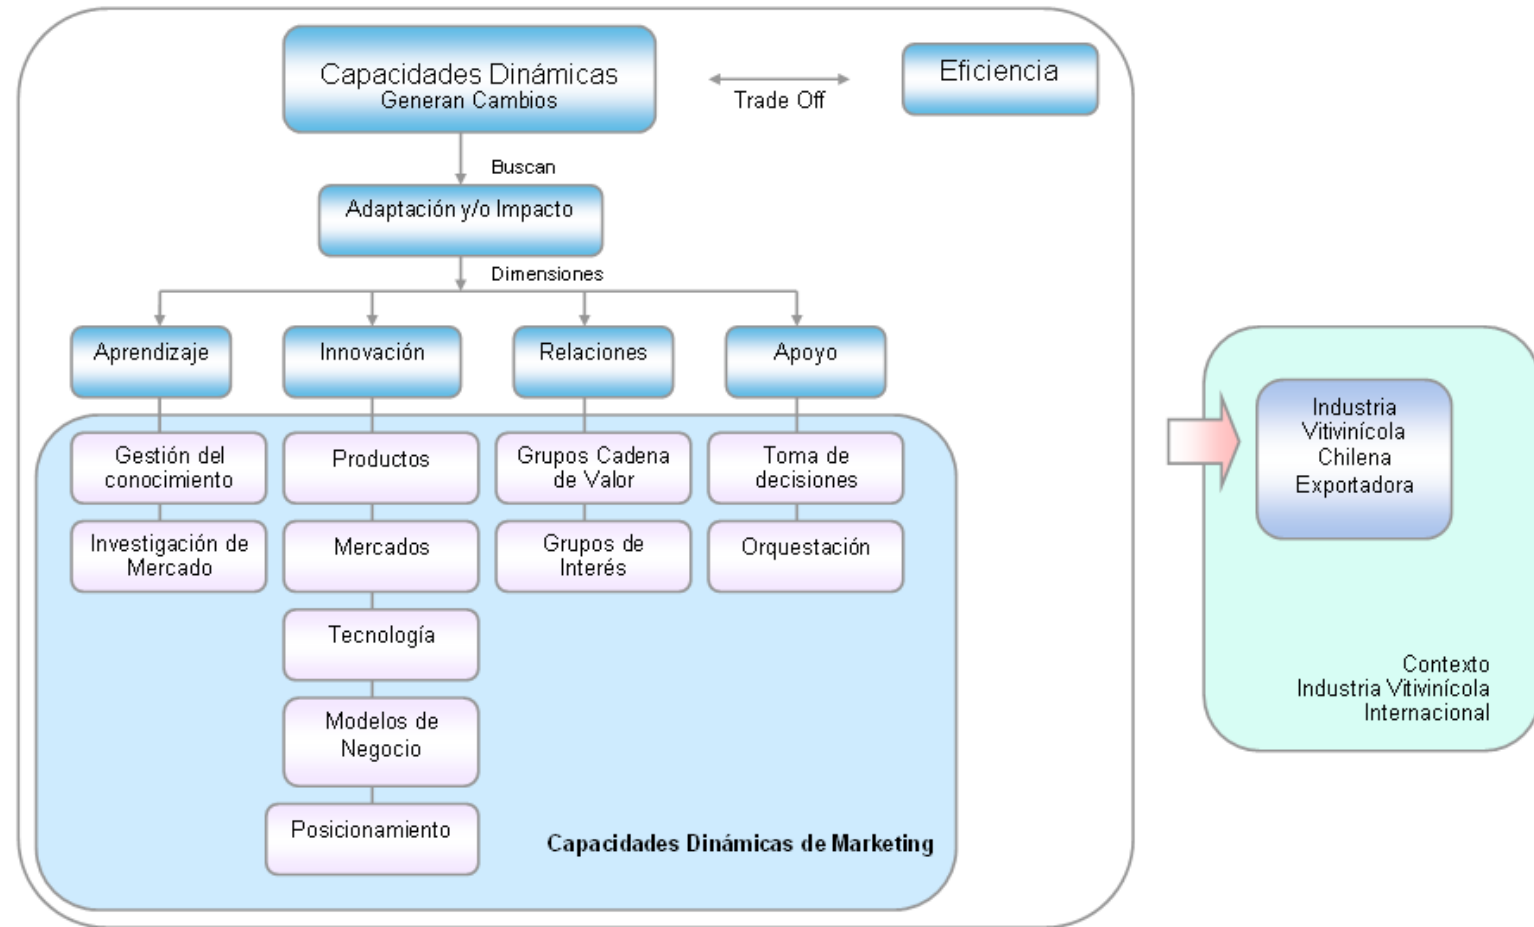 Capacidades Dinámicas
Generan Cambios
Trade Off
Eficiencia
Buscan
Adaptación y/o Impacto
Dimensiones
Aprendizaje
Innovación
Relaciones
Apoyo
Gestión del
conocimiento
Productos
Grupos Cadena
de Valor
Toma de
decisiones
Investigación de
Mercado
Mercados
Grupos de
Interés
Orquestación
Tecnología
Modelos de
Negocio
Posicionamiento
Capacidades Dinámicas de Marketing
Industria
Vitivinícola
Chilena
Exportadora
Contexto
Industria Vitivinícola
Internacional